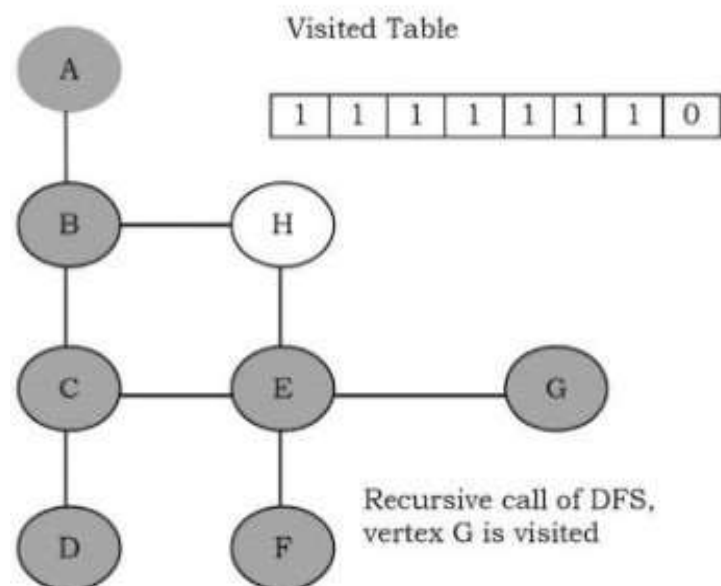 Visited Table
A
1 1 1 1 1 1 1 0
B H
C E G
Recursive call of DFS,
vertex G is visited
D F